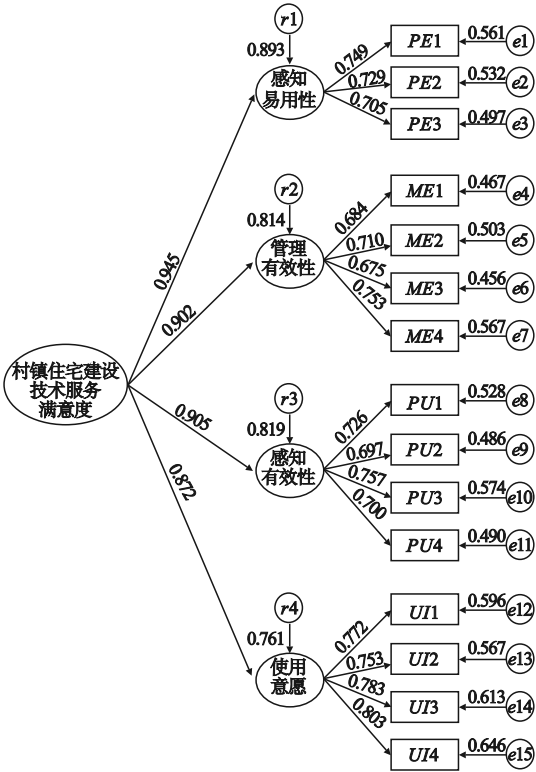 r1
0.893
感知
易用性
0.749
0.729
0.705
PE1
PE2
PE3
0.561
0.532
0.497
e1
e2
e3
r2
0.814
管理
有效性
0.684
0.710
0.675
0.753
ME1
ME2
ME3
ME4
0.467
0.503
0.456
0.567
e4
e5
e6
e7
0.945
0.902
0.905
0.872
村镇住宅建设
技术服务
满意度
r3
0.819
感知
有效性
0.726
0.697
0.757
0.700
PU1
PU2
PU3
PU4
0.528
0.486
0.574
0.490
e8
e9
e10
e11
r4
0.761
使用
意愿
0.772
0.753
0.783
0.803
UI1
UI2
UI3
UI4
0.596
0.567
0.613
0.646
e12
e13
e14
e15